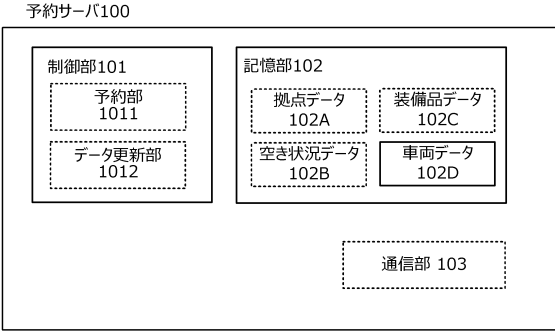 予約サーバ100
制御部101
予約部
1011
データ更新部
1012
記憶部102
拠点データ
102A
装備品データ
102C
空き状況データ
102B
車両データ
102D
通信部 103